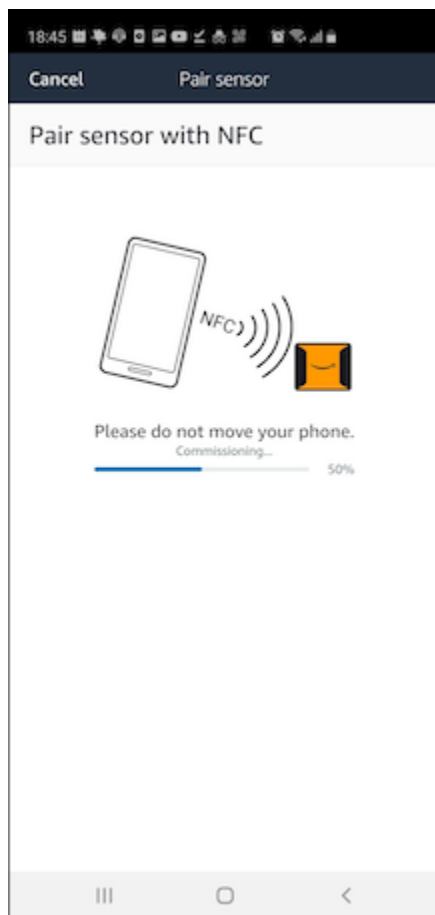 18:45
Cancel Pair sensor
Pair sensor with NFC
NFC
Please do not move your phone.
Commissioning...
50%